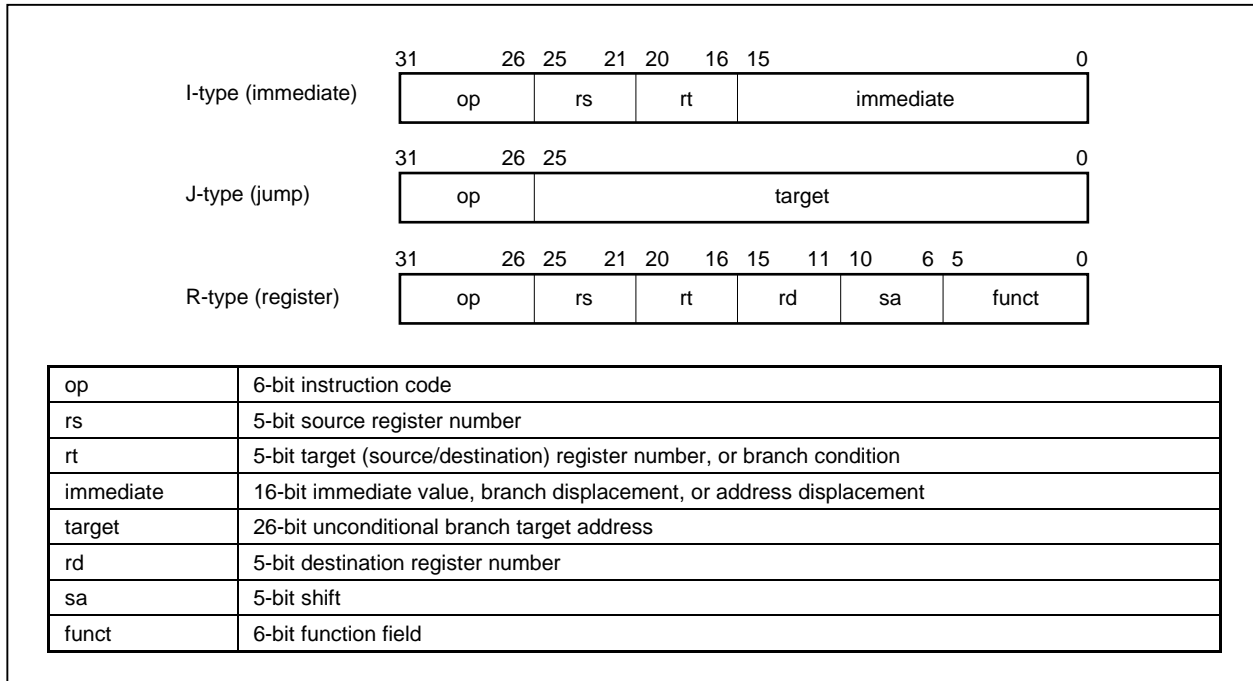 31 26 25 21 20 16 15 0
I-type (immediate) op rs rt immediate
31 26 25 0
J-type (jump) op target
31 26 25 21 20 16 15 11 10 6 5 0
R-type (register) op rs rt rd sa funct
op 6-bit instruction code
rs 5-bit source register number
rt 5-bit target (source/destination) register number, or branch condition
immediate 16-bit immediate value, branch displacement, or address displacement
target 26-bit unconditional branch target address
rd 5-bit destination register number
sa 5-bit shift
funct 6-bit function field